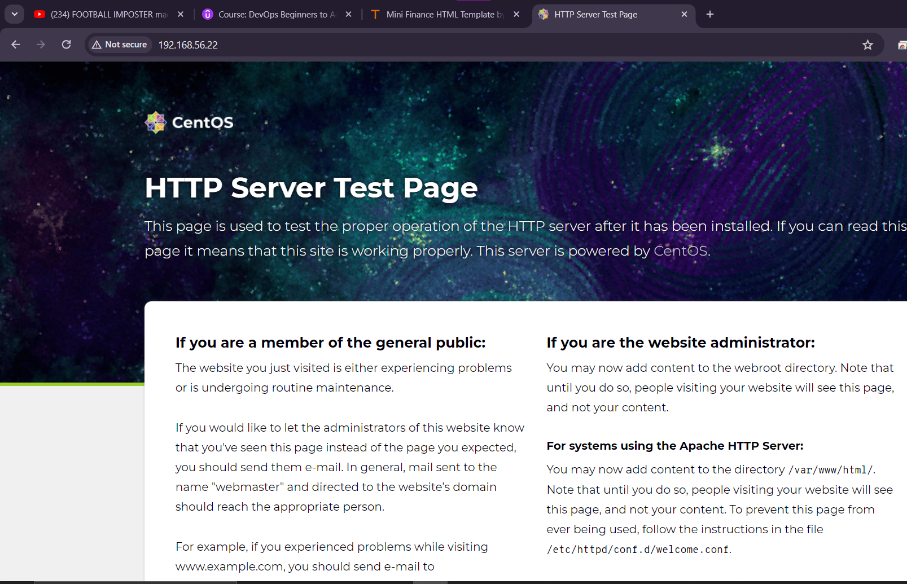 (234) FOOTBALL IMPOSTER ma
Course: DevOps Beginners to A
Mini Finance HTML Template by
HTTP Server Test Page
Not secure
192.168.56.22
CentOS
HTTP Server Test Page
This page is used to test the proper operation of the HTTP server after it has been installed. If you can read this
page it means that this site is working properly. This server is powered by CentOS.
If you are a member of the general public:
The website you just visited is either experiencing problems
or is undergoing routine maintenance.
If you would like to let the administrators of this website know
that you've seen this page instead of the page you expected,
you should send them e-mail. In general, mail sent to the
name "webmaster" and directed to the website's domain
should reach the appropriate person.
For example, if you experienced problems while visiting
www.example.com, you should send e-mail to
If you are the website administrator:
You may now add content to the webroot directory. Note that
until you do so, people visiting your website will see this page,
and not your content.
For systems using the Apache HTTP Server:
You may now add content to the directory /var/www/html/.
Note that until you do so, people visiting your website will see
this page, and not your content. To prevent this page from
ever being used, follow the instructions in the file
/etc/httpd/conf.d/welcome.conf.